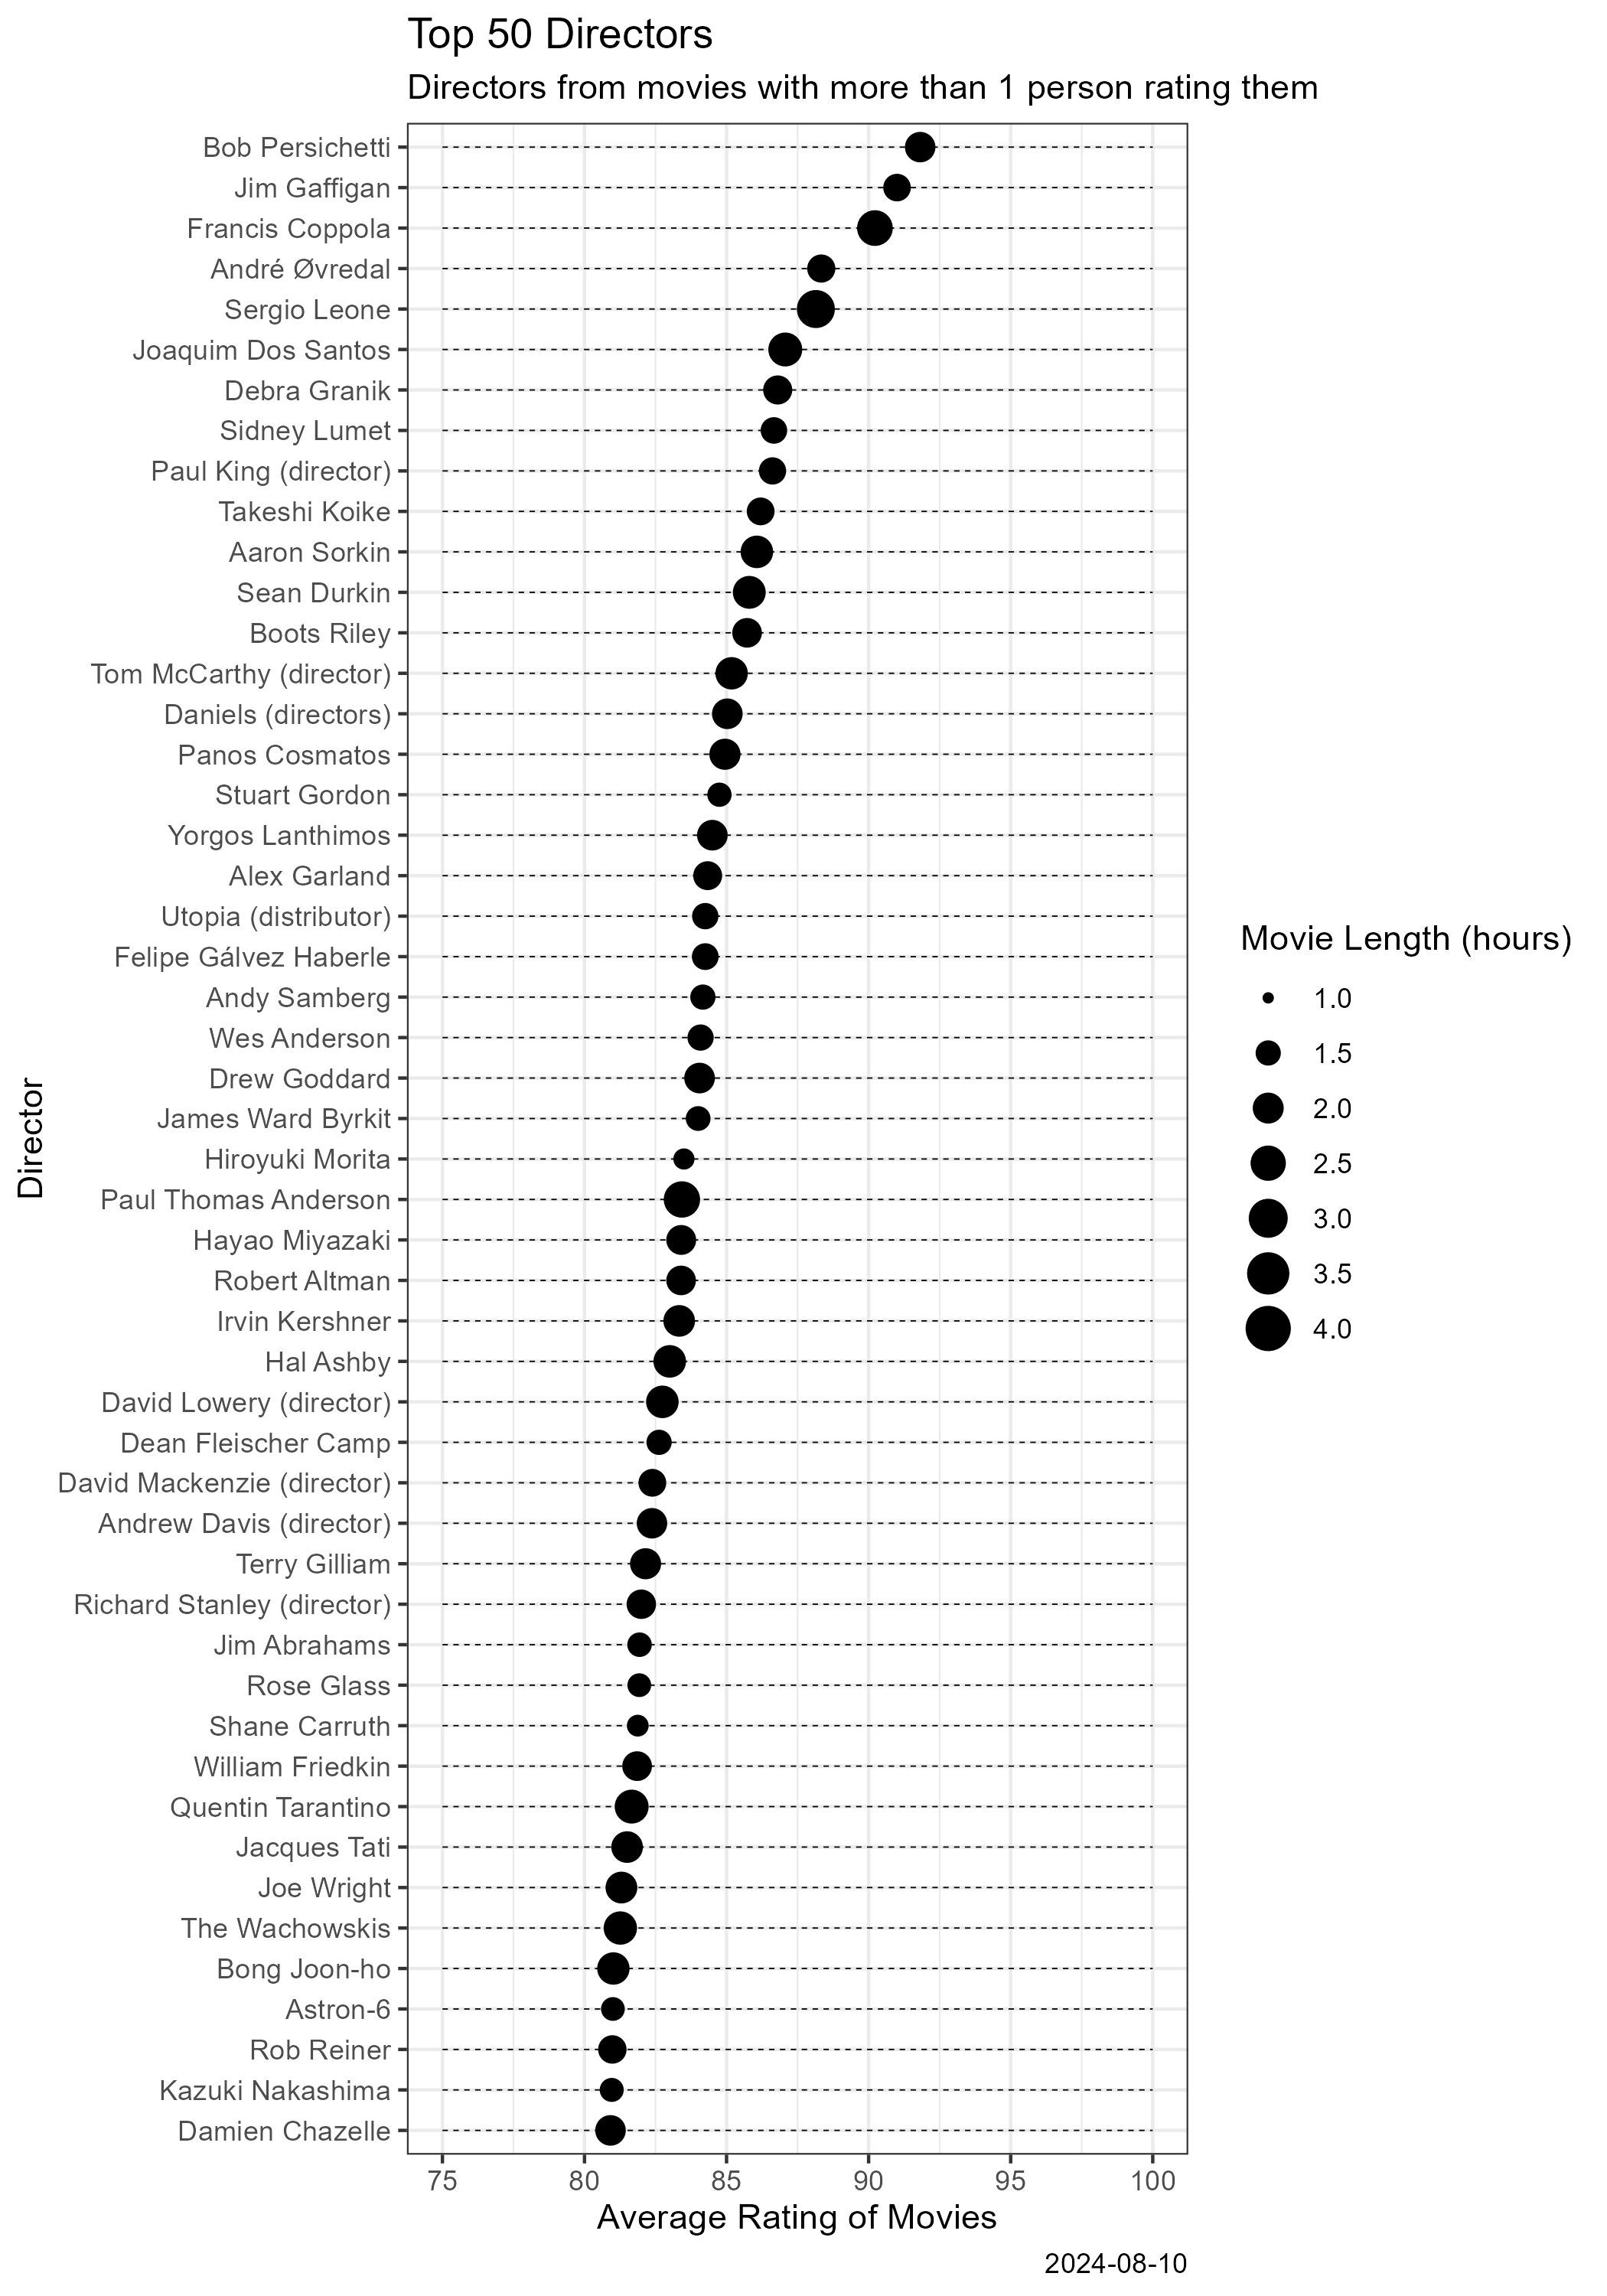 Top 50 Directors
Directors from movies with more than 1 person rating them
Director
Bob Persichetti
Jim Gaffigan
Francis Coppola
André Øvredal
Sergio Leone
Joaquim Dos Santos
Debra Granik
Sidney Lumet
Paul King (director)
Takeshi Koike
Aaron Sorkin
Sean Durkin
Boots Riley
Tom McCarthy (director)
Daniels (directors)
Panos Cosmatos
Stuart Gordon
Yorgos Lanthimos
Alex Garland
Utopia (distributor)
Felipe Gálvez Haberle
Andy Samberg
Wes Anderson
Drew Goddard
James Ward Byrkit
Hiroyuki Morita
Paul Thomas Anderson
Hayao Miyazaki
Robert Altman
Irvin Kershner
Hal Ashby
David Lowery (director)
Dean Fleischer Camp
David Mackenzie (director)
Andrew Davis (director)
Terry Gilliam
Richard Stanley (director)
Jim Abrahams
Rose Glass
Shane Carruth
William Friedkin
Quentin Tarantino
Jacques Tati
Joe Wright
The Wachowskis
Bong Joon-ho
Astron-6
Rob Reiner
Kazuki Nakashima
Damien Chazelle
75 80 85 90 95 100
Average Rating of Movies
2024-08-10
Movie Length (hours)
1.0
1.5
2.0
2.5
3.0
3.5
4.0